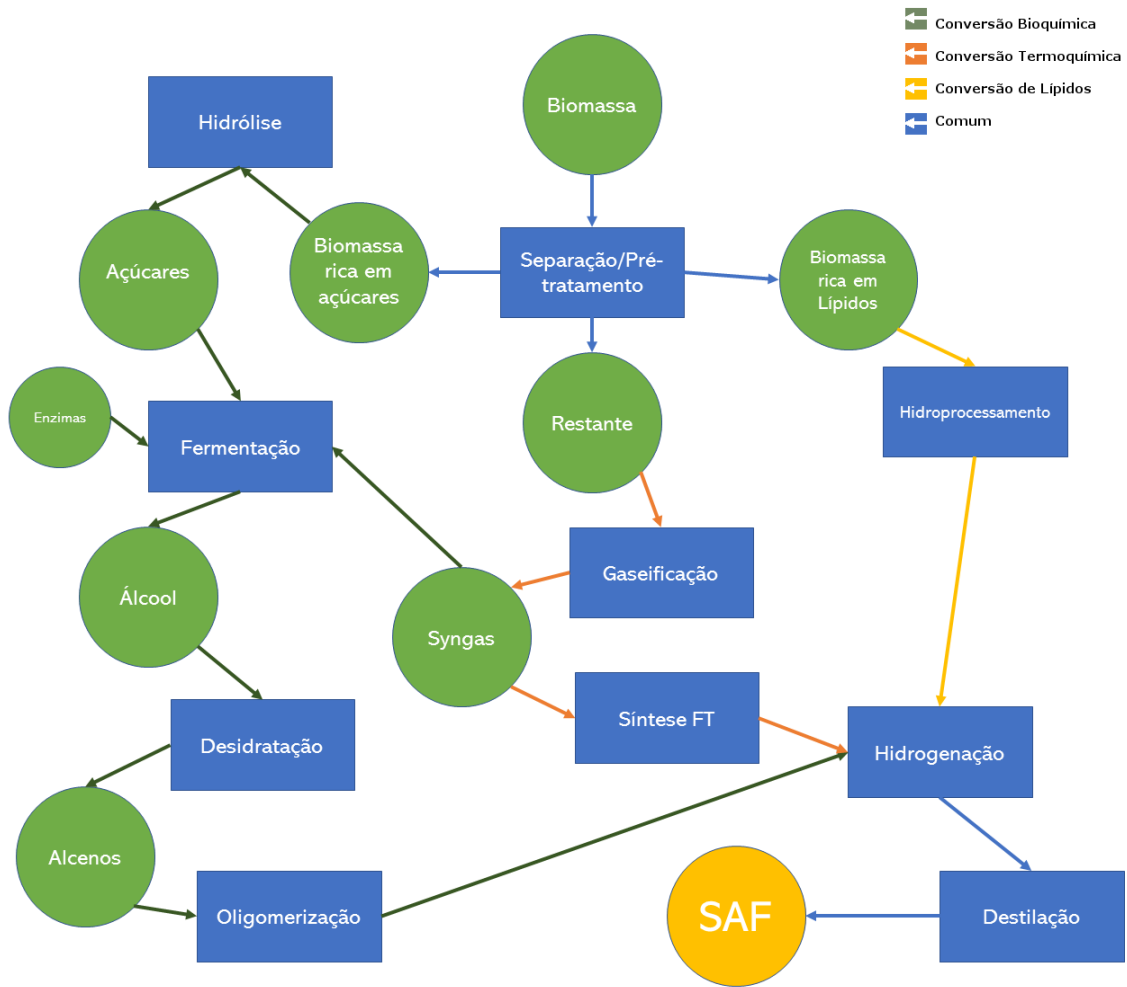 Conversão Bioquímica
Conversão Termoquímica
Conversão de Lípidos
Comum
Biomassa
Hidrólise
Açúcares
Biomassa
rica em
açúcares
Separação/Pré-
tratamento
Biomassa
rica em
Lípidos
Enzimas
Fermentação
Restante
Hidroprocessamento
Álcool
Syngas
Gaseificação
Desidratação
Síntese FT
Hidrogenação
Alcenos
Oligomerização
SAF
Destilação